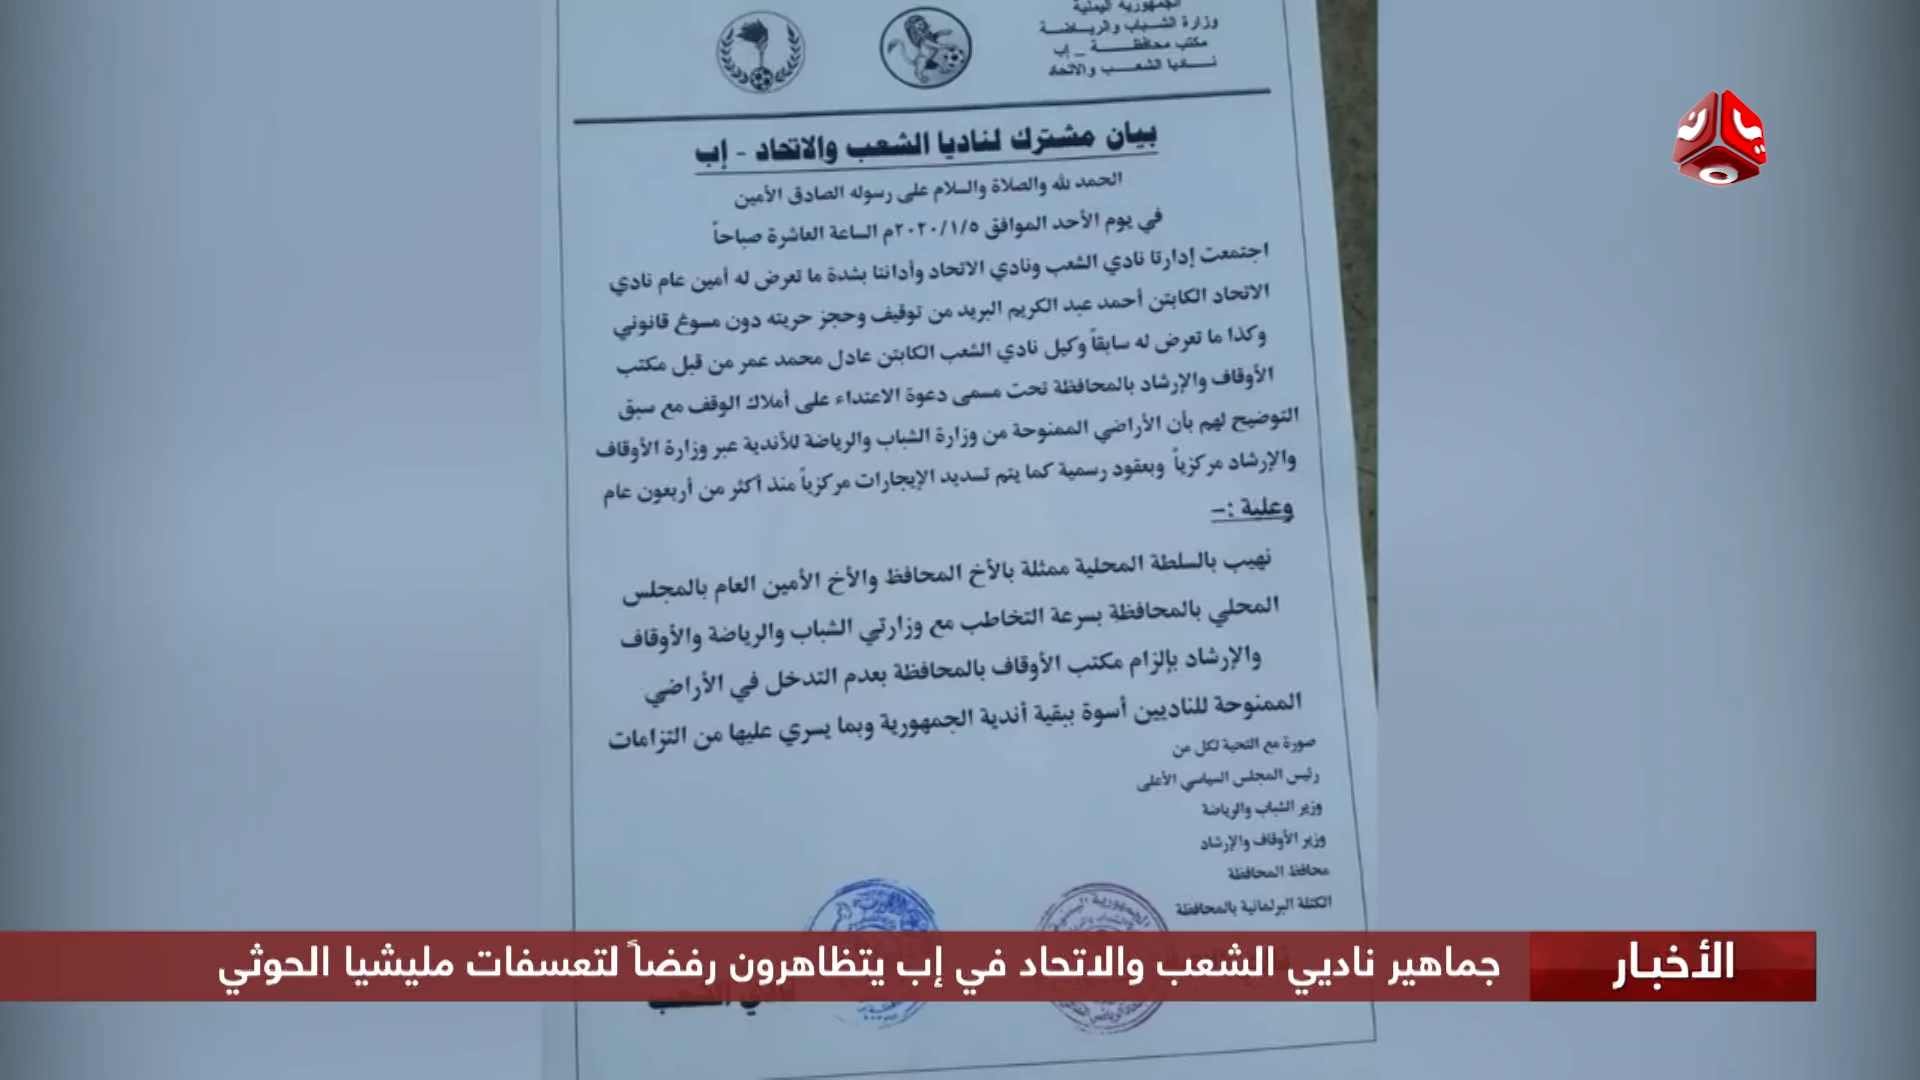 الجمهورية اليمنية
وزارة الشباب والرياضة
مكتب محافظة _ إب
ناديا الشعب والاتحاد
يمن
بيان مشترك لناديا الشعب والاتحاد - إب
الحمد لله والصلاة والسلام على رسوله الصادق الأمين
في يوم الأحد الموافق ٢٠٢٠/١/٥م الساعة العاشرة صباحاً
اجتمعت إدارتا نادي الشعب ونادي الاتحاد وأدانتا بشدة ما تعرض له أمين عام نادي
الاتحاد الكابتن أحمد عبد الكريم البريد من توقيف وحجز حريته دون مسوغ قانوني
وكذا ما تعرض له سابقاً وكيل نادي الشعب الكابتن عادل محمد عمر من قبل مكتب
الأوقاف والإرشاد بالمحافظة تحت مسمى دعوة الاعتداء على أملاك الوقف مع سبق
التوضيح لهم بأن الأراضي الممنوحة من وزارة الشباب والرياضة للأندية عبر وزارة الأوقاف
والإرشاد مركزياً وبعقود رسمية كما يتم تسديد الإيجارات مركزياً منذ أكثر من أربعون عام
وعلية :-
نهيب بالسلطة المحلية ممثلة بالأخ المحافظ والأخ الأمين العام بالمجلس
المحلي بالمحافظة بسرعة التخاطب مع وزارتي الشباب والرياضة والأوقاف
والإرشاد بإلزام مكتب الأوقاف بالمحافظة بعدم التدخل في الأراضي
الممنوحة للناديين أسوة ببقية أندية الجمهورية وبما يسري عليها من التزامات
صورة مع التحية لكل من
رئيس المجلس السياسي الأعلى
وزير الشباب والرياضة
وزير الأوقاف والإرشاد
محافظ المحافظة
الكتلة البرلمانية بالمحافظة
الأخبار
جماهير ناديي الشعب والاتحاد في إب يتظاهرون رفضاً لتعسفات مليشيا الحوثي